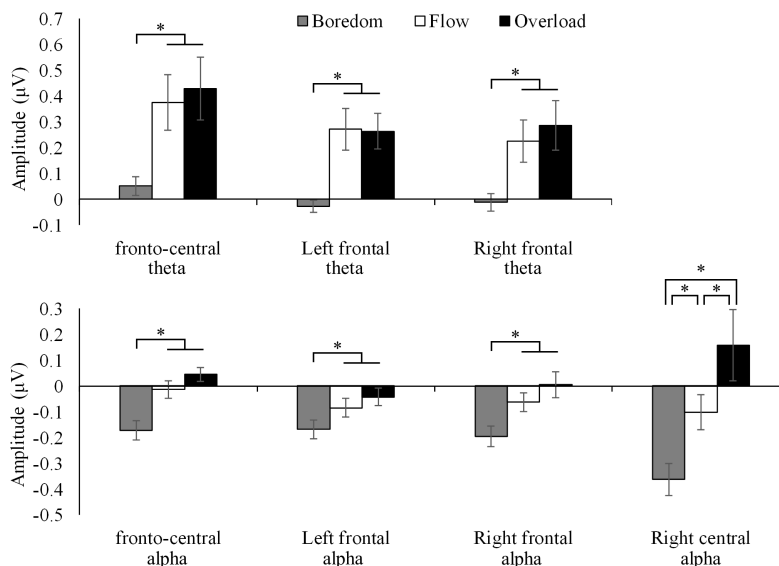 Boredom Flow Overload
Amplitude (µV)
0.7
0.6
0.5
0.4
0.3
0.2
0.1
0
-0.1
*
*
*
fronto-central
theta
Left frontal
theta
Right frontal
theta
Amplitude (µV)
0.3
0.2
0.1
0
-0.1
-0.2
-0.3
-0.4
-0.5
*
*
*
*
* *
fronto-central
alpha
Left frontal
alpha
Right frontal
alpha
Right central
alpha